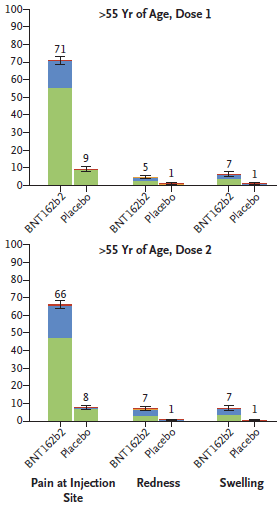 >55 Yr of Age, Dose 1
100
90
80
70
60
50
40
30
20
10
0
71
9
5
1
7
1
BNT162b2
Placebo
BNT162b2
Placebo
BNT162b2
Placebo
>55 Yr of Age, Dose 2
100
90
80
70
60
50
40
30
20
10
0
66
8
7
1
7
1
BNT162b2
Placebo
BNT162b2
Placebo
BNT162b2
Placebo
Pain at Injection
Site
Redness
Swelling